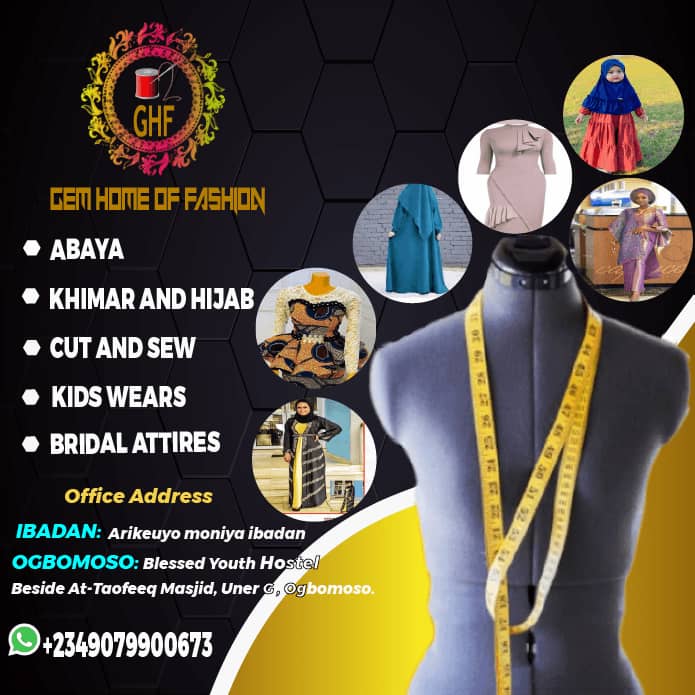 GHF
GEM HOME OF FASHION
ABAYA
KHIMAR AND HIJAB
CUT AND SEW
KIDS WEARS
BRIDAL ATTIRES
Office Address
IBADAN: Arikeuyo moniya ibadan
OGBOMOSO: Blessed Youth Hostel
Beside At-Taofeeq Masjid, Uner G , Ogbomoso.
+2349079900673